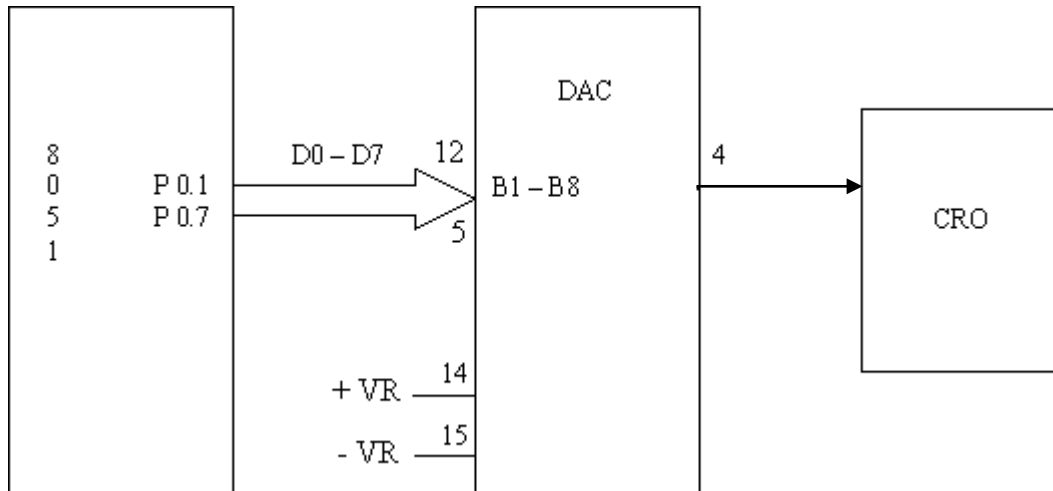 8
0
5
1
P 0.1
P 0.7
D0 – D7
12
5
DAC
B1 – B8
14
+ VR
15
- VR
4
CRO